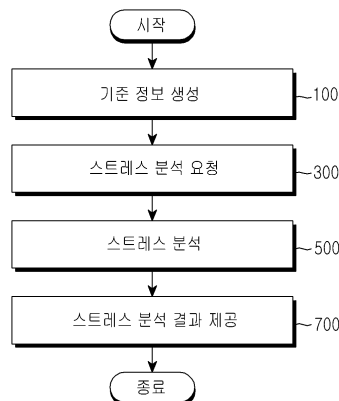 시작
기준 정보 생성
100
스트레스 분석 요청
300
스트레스 분석
500
스트레스 분석 결과 제공
700
종료